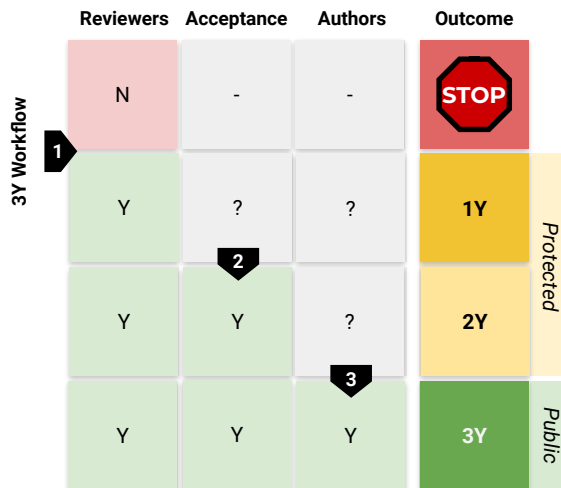 Reviewers Acceptance Authors Outcome
3Y Workflow
N - - STOP
1
Y ? ? 1Y
Protected
2
Y Y ? 2Y
3
Y Y Y 3Y
Public